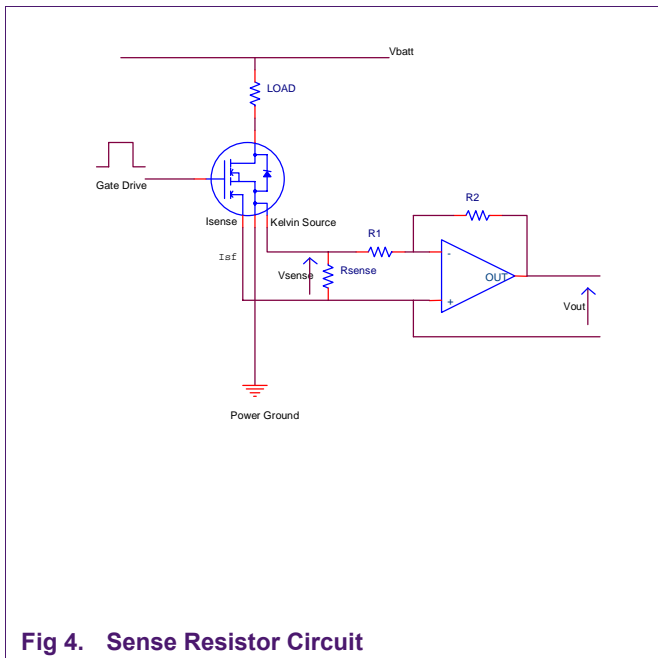 Vbatt
LOAD
Gate Drive
Isense
Kelvin Source
R1
R2
Isf
Vsense
Rsense
-
+
OUT
Vout
Power Ground
Fig 4. Sense Resistor Circuit